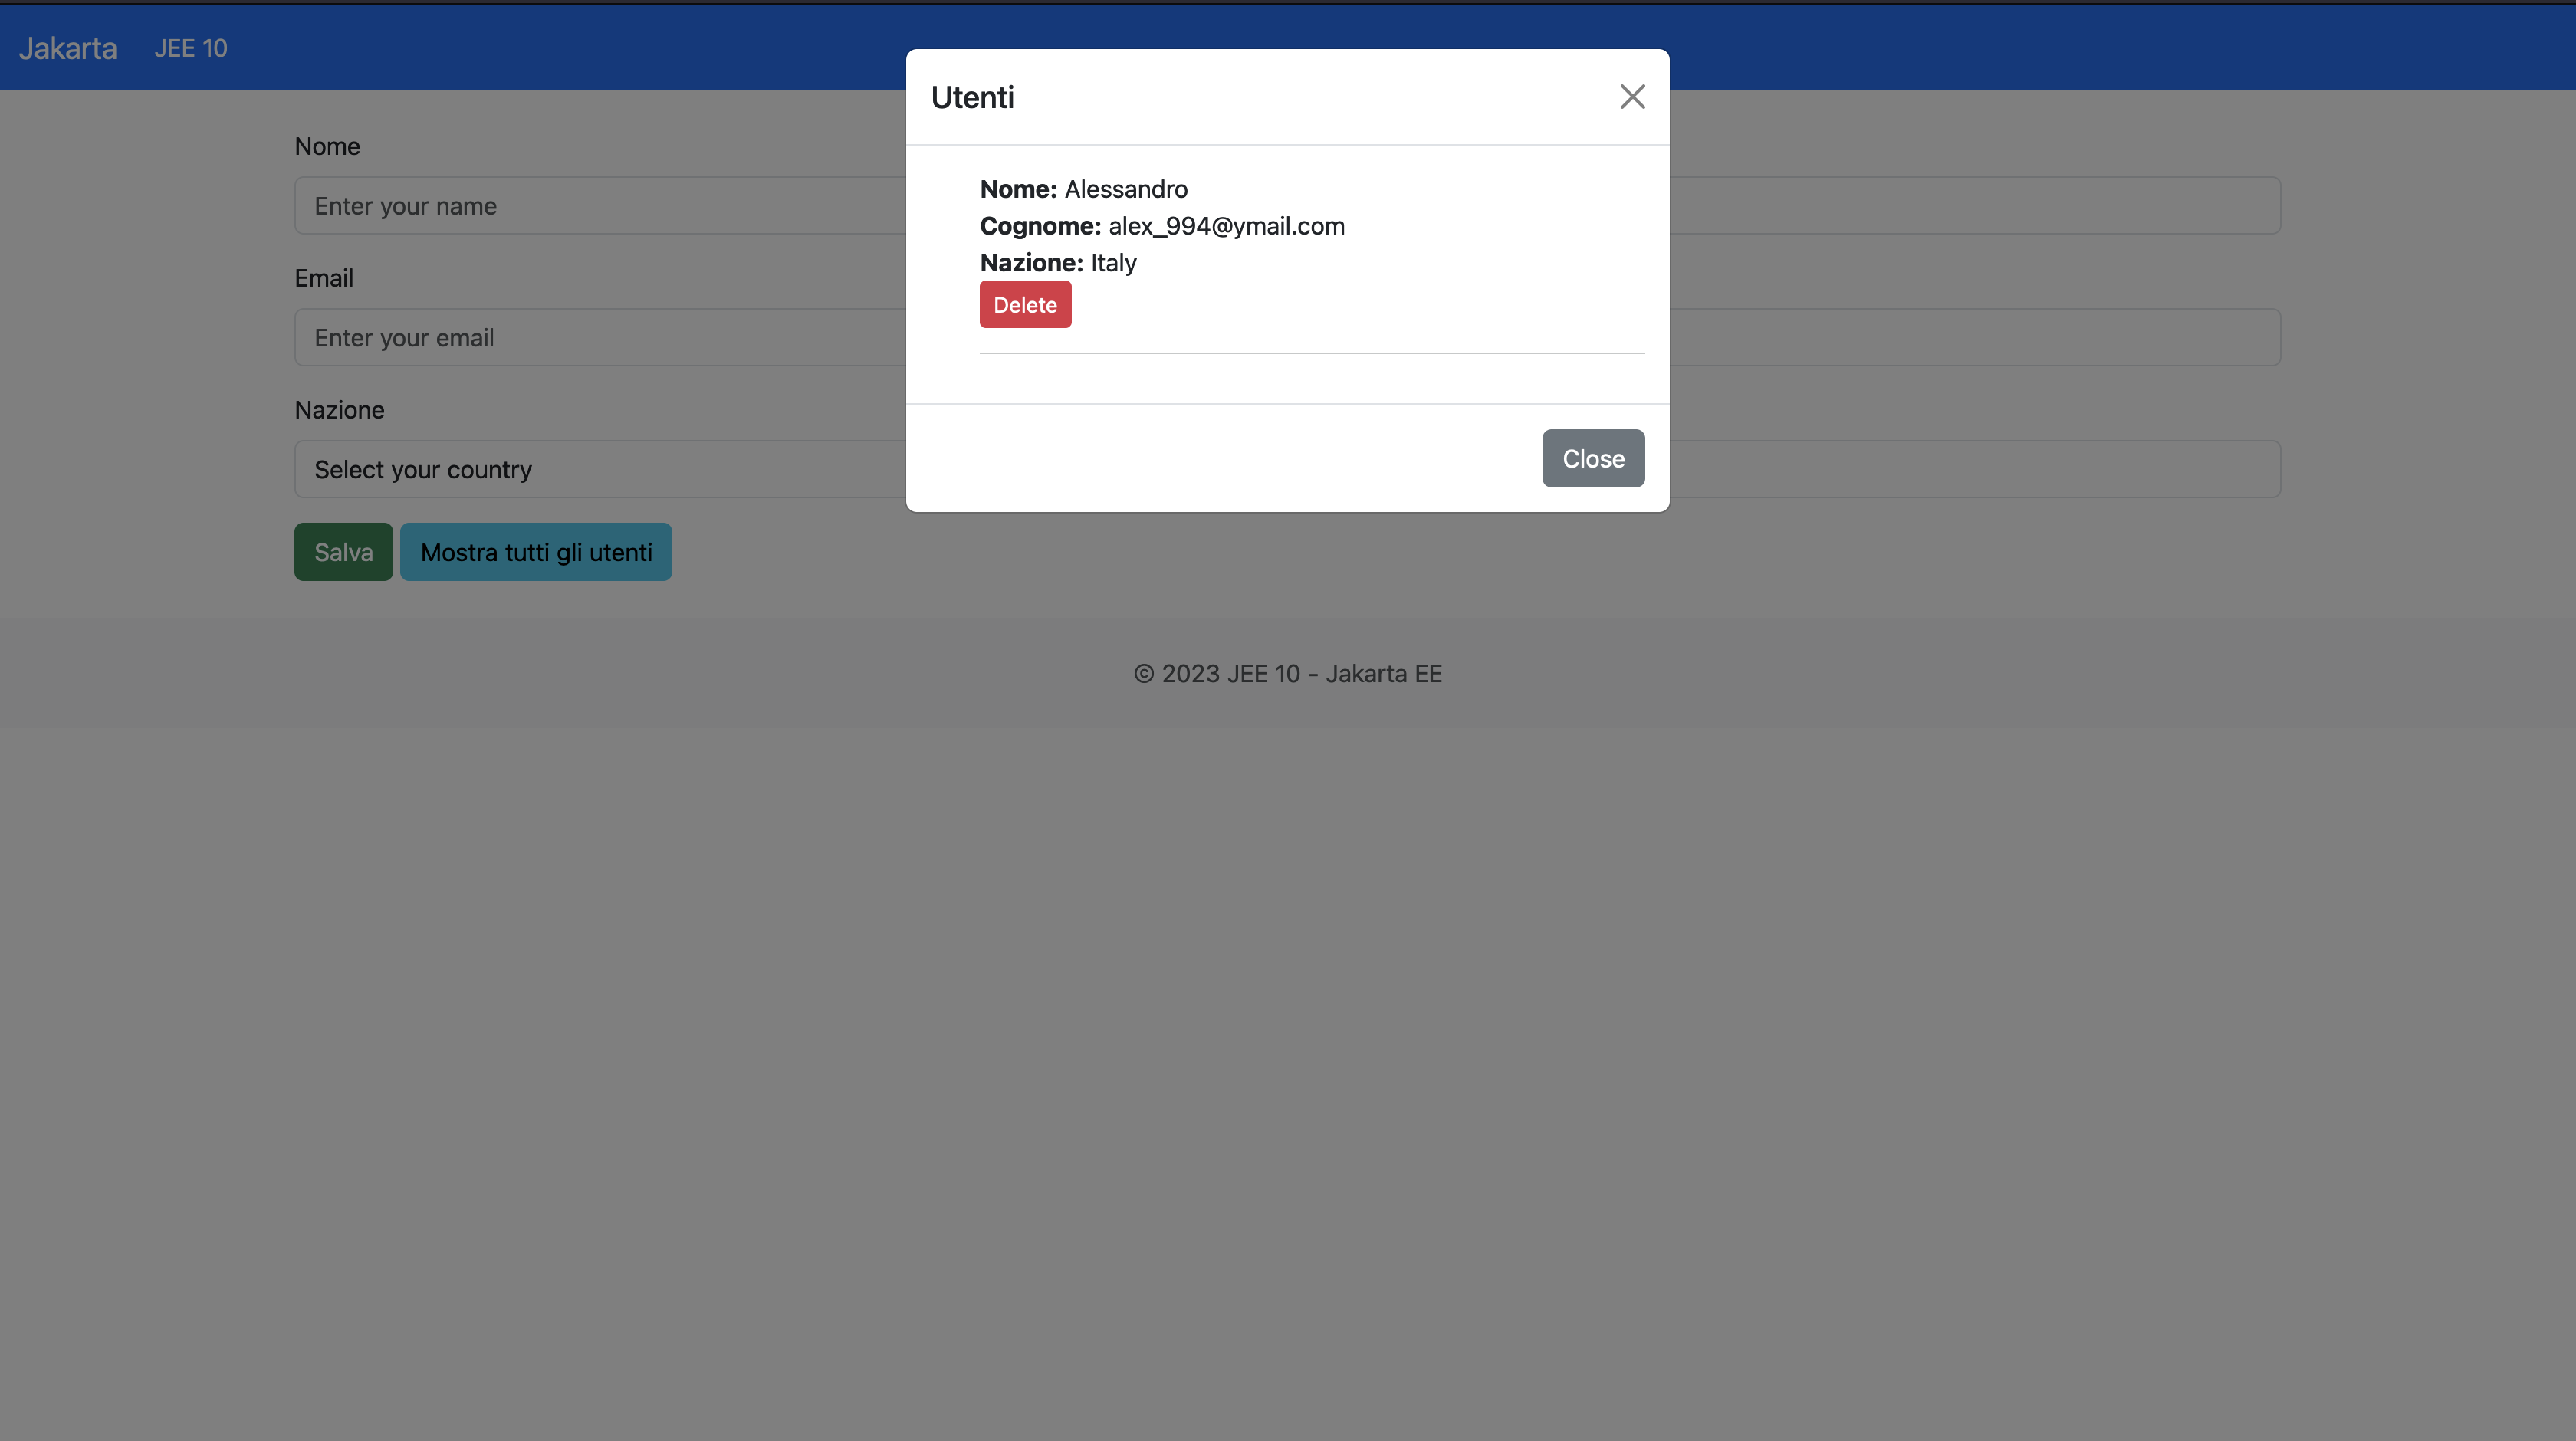 Jakarta JEE 10
Utenti
Nome: Alessandro
Cognome: alex_994@ymail.com
Nazione: Italy
Delete
Close
Nome
Enter your name
Email
Enter your email
Nazione
Select your country
Salva Mostra tutti gli utenti
© 2023 JEE 10 - Jakarta EE